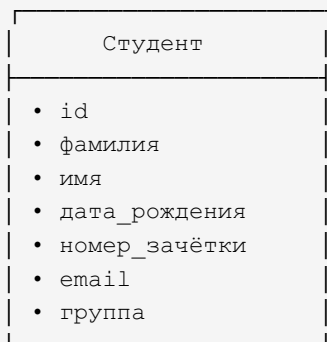 Студент
• id
• фамилия
• имя
• дата_рождения
• номер_зачётки
• email
• группа